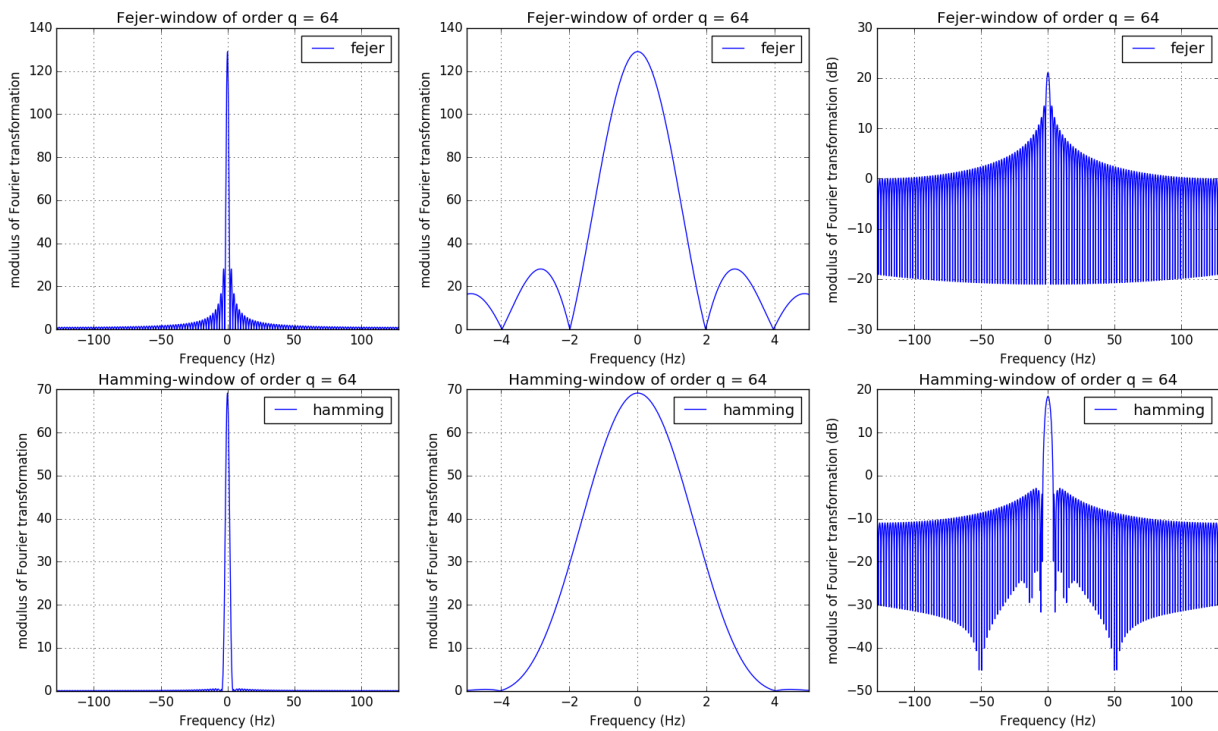 Fejer-window of order q = 64
modulus of Fourier transformation
140
120
100
80
60
40
20
0
fejer
−100 −50 0 50 100
Frequency (Hz)
Fejer-window of order q = 64
modulus of Fourier transformation
140
120
100
80
60
40
20
0
fejer
−4 −2 0 2 4
Frequency (Hz)
Fejer-window of order q = 64
modulus of Fourier transformation (dB)
30
20
10
0
−10
−20
−30
fejer
−100 −50 0 50 100
Frequency (Hz)
Hamming-window of order q = 64
modulus of Fourier transformation
70
60
50
40
30
20
10
0
hamming
−100 −50 0 50 100
Frequency (Hz)
Hamming-window of order q = 64
modulus of Fourier transformation
70
60
50
40
30
20
10
0
hamming
−4 −2 0 2 4
Frequency (Hz)
Hamming-window of order q = 64
modulus of Fourier transformation (dB)
20
10
0
−10
−20
−30
−40
−50
hamming
−100 −50 0 50 100
Frequency (Hz)